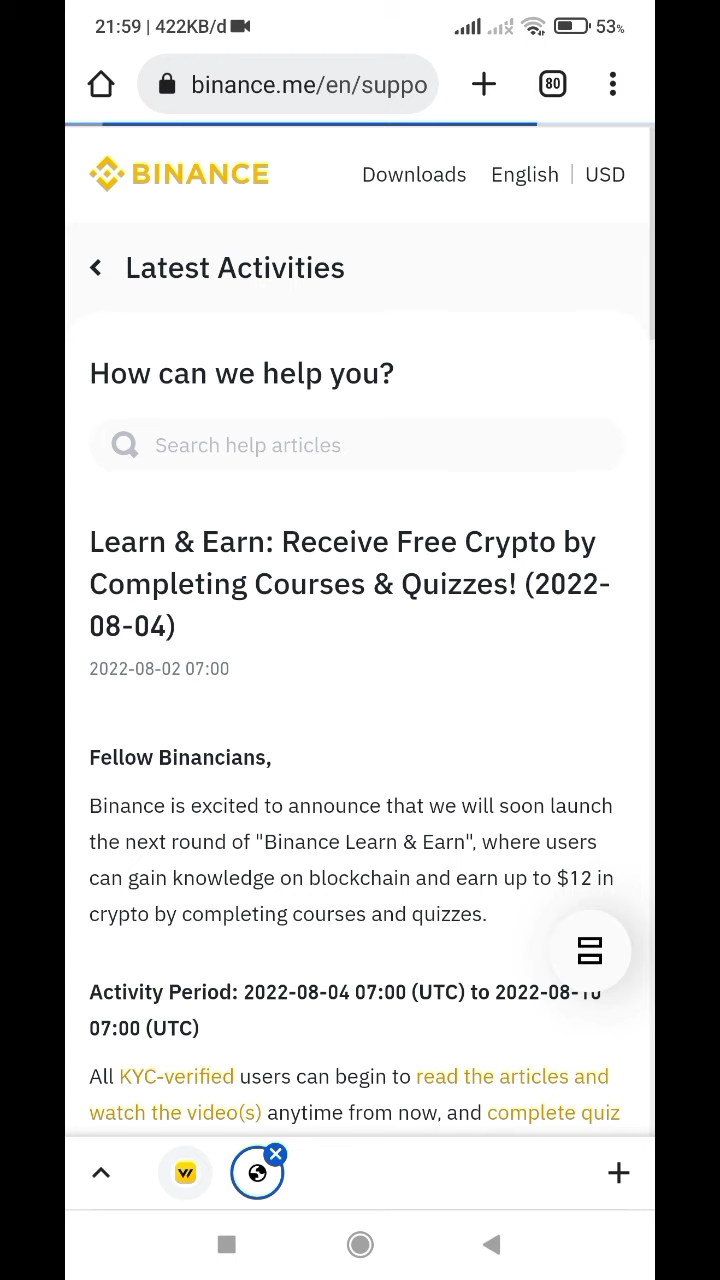 21:59 | 422KB/d 53%
binance.me/en/suppo 80
BINANCE Downloads English | USD
Latest Activities
How can we help you?
Search help articles
Learn & Earn: Receive Free Crypto by
Completing Courses & Quizzes! (2022-
08-04)
2022-08-02 07:00
Fellow Binancians,
Binance is excited to announce that we will soon launch
the next round of "Binance Learn & Earn", where users
can gain knowledge on blockchain and earn up to $12 in
crypto by completing courses and quizzes.
Activity Period: 2022-08-04 07:00 (UTC) to 2022-08-10
07:00 (UTC)
All KYC-verified users can begin to read the articles and
watch the video(s) anytime from now, and complete quiz